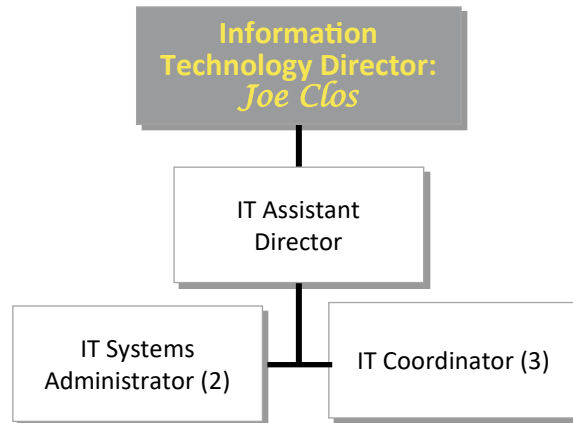 Information
Technology Director:
Joe Clos
IT Assistant
Director
IT Systems
Administrator (2)
IT Coordinator (3)